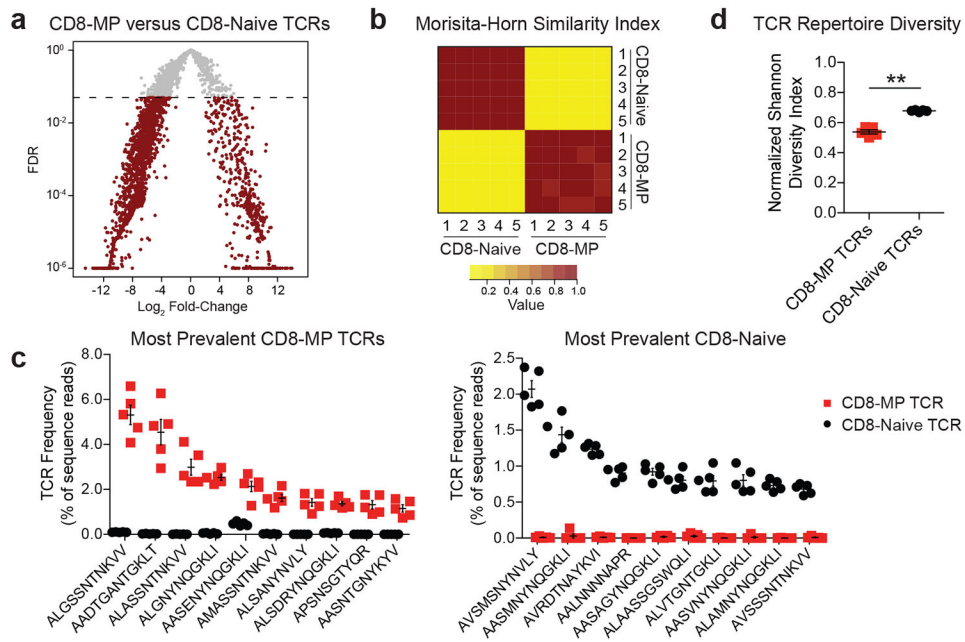 a
CD8-MP versus CD8-Naive TCRs
10⁰
10⁻²
10⁻⁴
10⁻⁶
FDR
-12 -8 -4 0 4 8 12
Log₂ Fold-Change
b
Morisita-Horn Similarity Index
1
2
3
4
5
CD8-Naive
1
2
3
4
5
CD8-MP
1 2 3 4 5 1 2 3 4 5
CD8-Naive CD8-MP
0.2 0.4 0.6 0.8 1.0
Value
d
TCR Repertoire Diversity
Normalized Shannon
Diversity Index
1.0
0.8
0.6
0.4
0.2
0.0
**
CD8-MP TCRs
CD8-Naive TCRs
c
Most Prevalent CD8-MP TCRs
TCR Frequency
(% of sequence reads)
8.0
6.0
4.0
2.0
0.0
ALGSSNTNKVV
AADTGANTGKLT
ALASSNTNKVV
ALGNYNQGKLI
AASENYNQGKLI
AMASSNTNKVV
ALSANYNVLY
ALSDRYNQGKLI
APSNSGTYQR
AASNTGNYKYV
Most Prevalent CD8-Naive
TCR Frequency
(% of sequence reads)
2.5
2.0
1.5
1.0
0.5
0.0
AVSMSNYNVLY
AASMNYNQGKLI
AVRDTNAYKVI
AALNNNNAPR
AASAGYNQGKLI
ALAASSGSWQLI
ALVTGNTGKLI
AASVNYNQGKLI
ALAMNYNQGKLI
AVSSSNTNKVV
CD8-MP TCR
CD8-Naive TCR